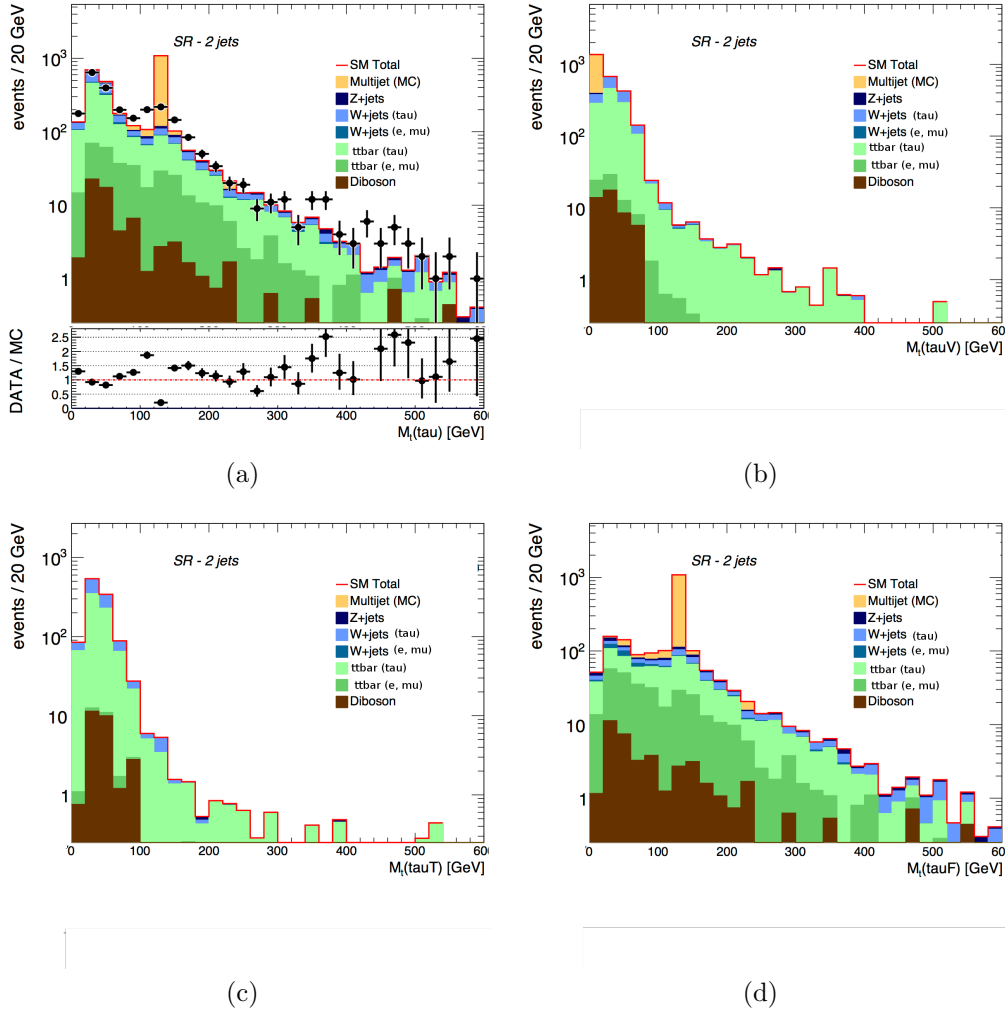 events / 20 GeV
SR - 2 jets
10³
10²
10
1
SM Total
Multijet (MC)
Z+jets
W+jets (tau)
W+jets (e, mu)
ttbar (tau)
ttbar (e, mu)
Diboson
DATA / MC
2.5
2
1.5
1
0.5
0
0 100 200 300 400 500 600
Mt(tau) [GeV]
(a)
events / 20 GeV
SR - 2 jets
10³
10²
10
1
SM Total
Multijet (MC)
Z+jets
W+jets (tau)
W+jets (e, mu)
ttbar (tau)
ttbar (e, mu)
Diboson
0 100 200 300 400 500 600
Mt(tauV) [GeV]
(b)
events / 20 GeV
SR - 2 jets
10³
10²
10
1
SM Total
Multijet (MC)
Z+jets
W+jets (tau)
W+jets (e, mu)
ttbar (tau)
ttbar (e, mu)
Diboson
0 100 200 300 400 500 600
Mt(tauT) [GeV]
(c)
events / 20 GeV
SR - 2 jets
10³
10²
10
1
SM Total
Multijet (MC)
Z+jets
W+jets (tau)
W+jets (e, mu)
ttbar (tau)
ttbar (e, mu)
Diboson
0 100 200 300 400 500 600
Mt(tauF) [GeV]
(d)